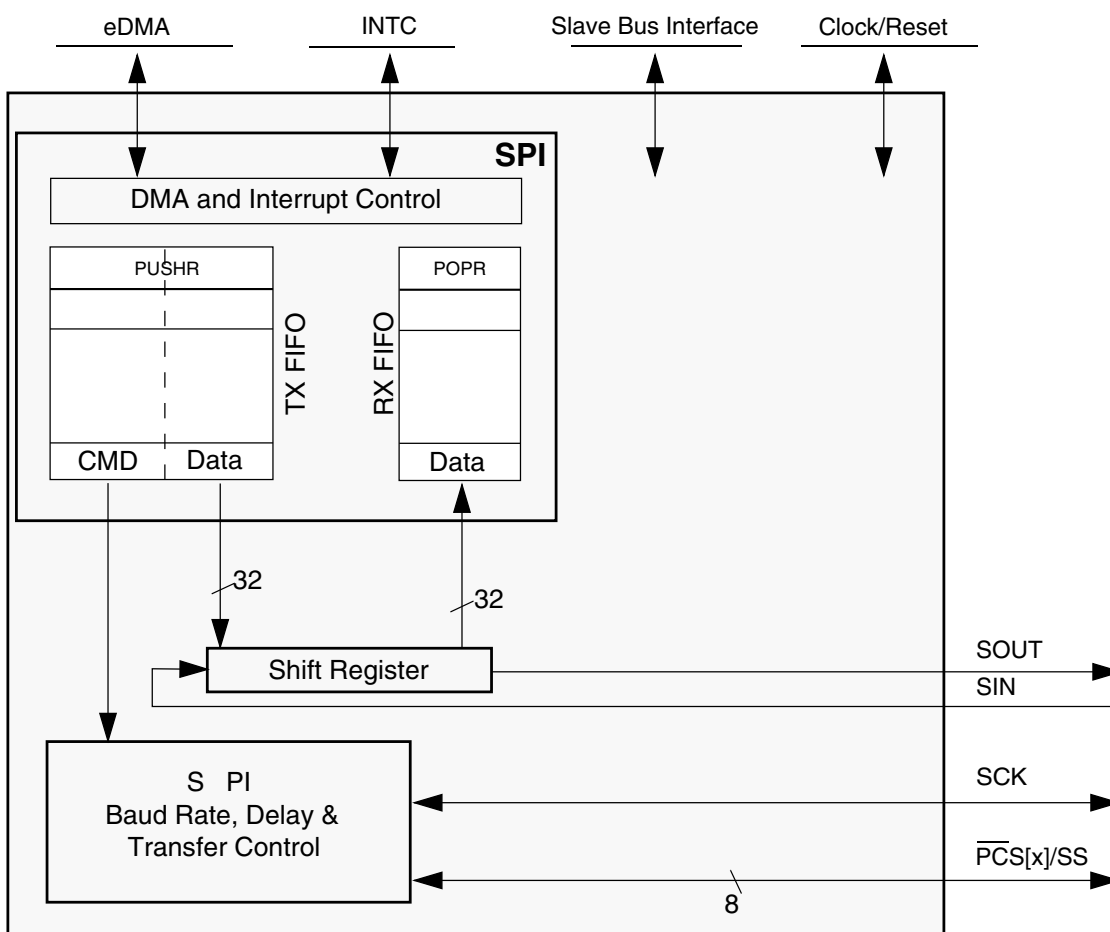 eDMA
INTC
Slave Bus Interface
Clock/Reset
SPI
DMA and Interrupt Control
PUSHR
POPR
TX FIFO
RX FIFO
CMD
Data
Data
32
32
Shift Register
SOUT
SIN
S PI
Baud Rate, Delay &
Transfer Control
SCK
PCS[x]/SS
8